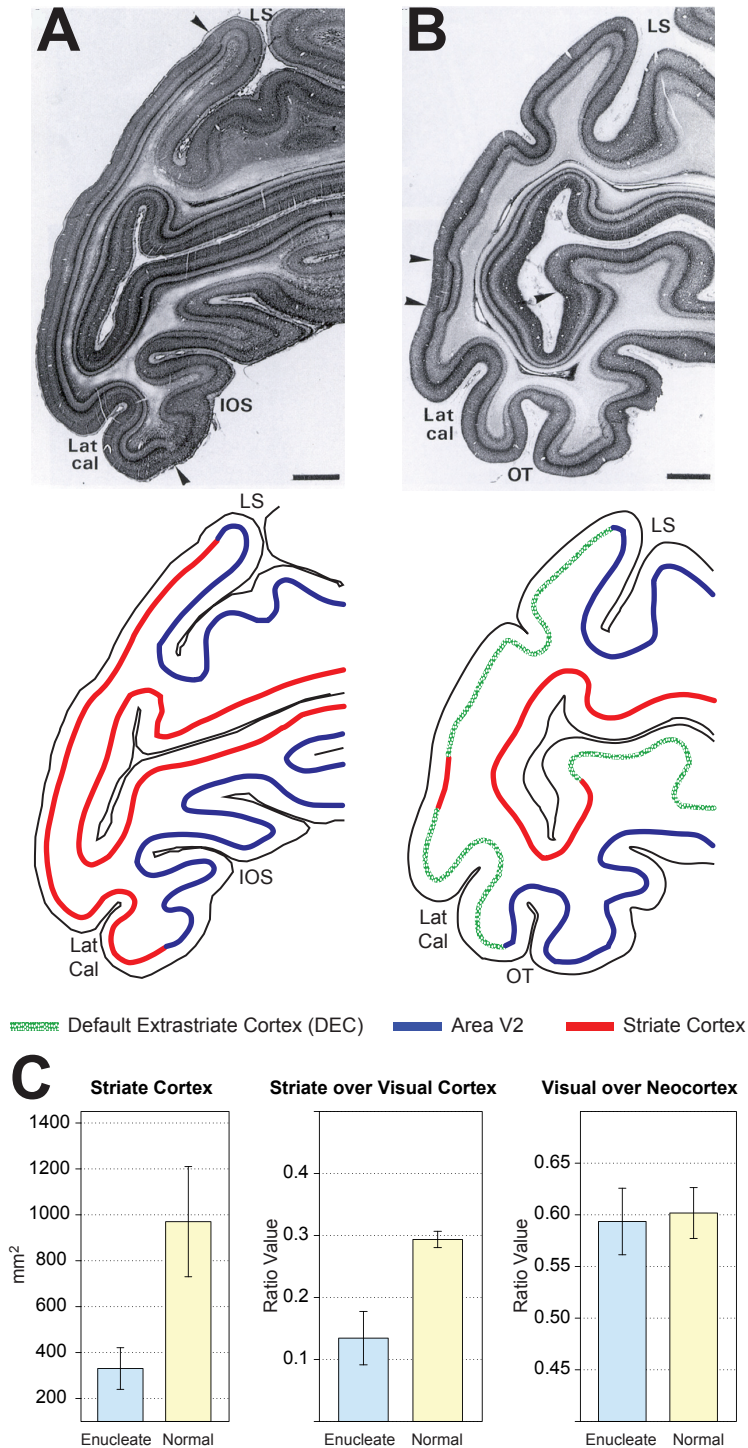 A
LS
IOS
Lat
cal
B
LS
Lat
cal
OT
LS
IOS
Lat
Cal
LS
Lat
Cal
OT
Default Extrastriate Cortex (DEC)
Area V2
Striate Cortex
C
Striate Cortex
mm2
1400
1200
1000
800
600
400
200
Enucleate
Normal
Striate over Visual Cortex
Ratio Value
0.4
0.3
0.2
0.1
Enucleate
Normal
Visual over Neocortex
Ratio Value
0.65
0.60
0.55
0.50
0.45
Enucleate
Normal